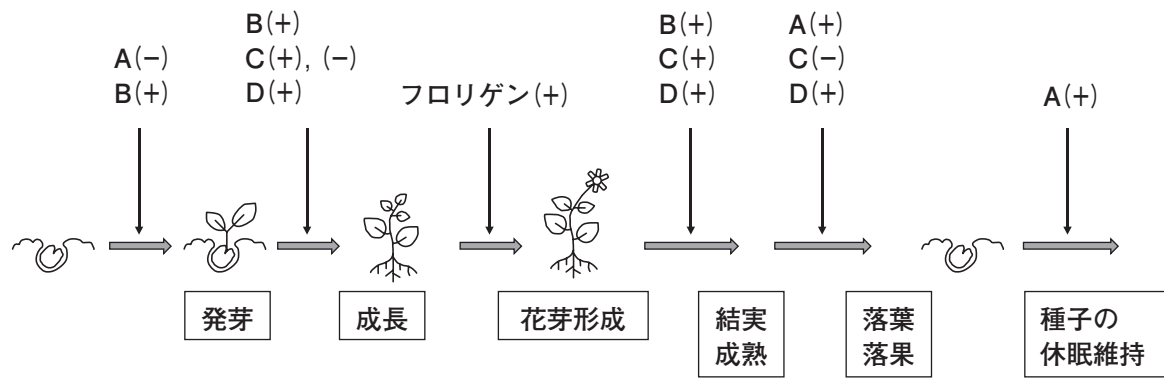 B(+)
A(−)
C(+), (−)
B(+)
D(+)
フロリゲン(+)
B(+)
C(+)
D(+)
A(+)
C(−)
D(+)
A(+)
発芽
成長
花芽形成
結実
成熟
落葉
落果
種子の
休眠維持